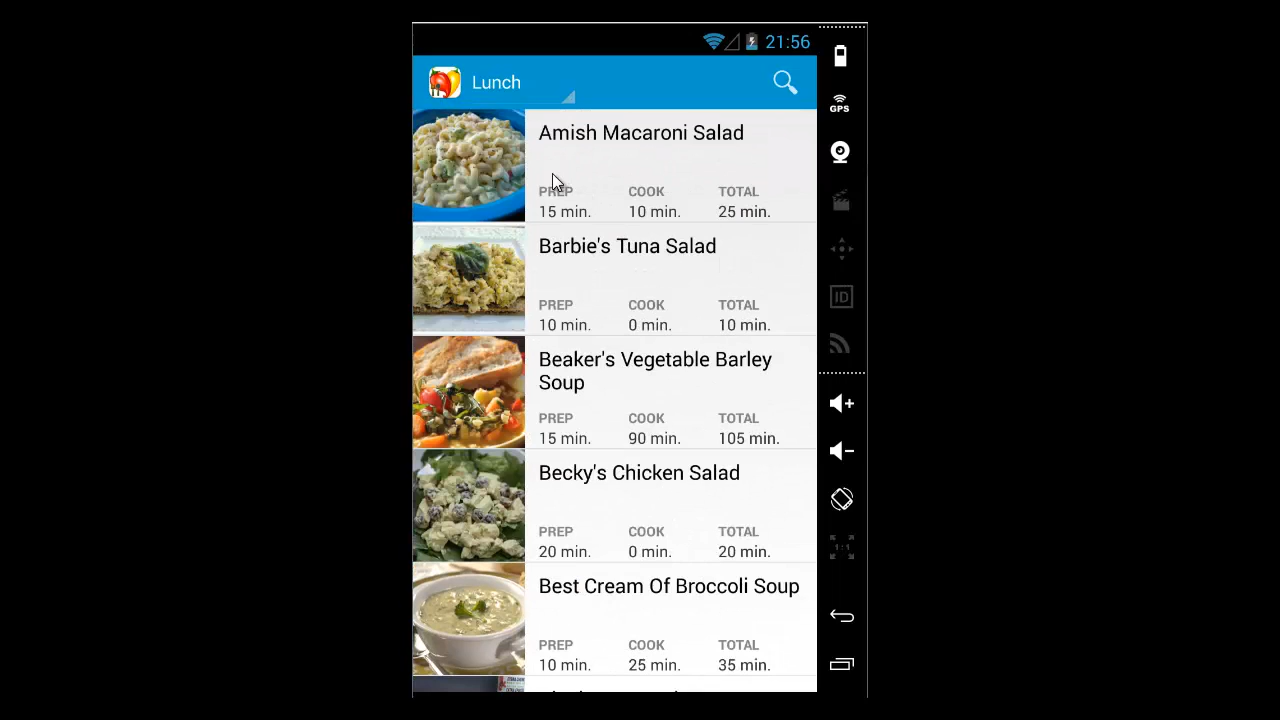 21:56
GPS
Lunch
Amish Macaroni Salad
PREP COOK TOTAL
15 min. 10 min. 25 min.
ID
Barbie's Tuna Salad
PREP COOK TOTAL
10 min. 0 min. 10 min.
Beaker's Vegetable Barley
Soup
PREP COOK TOTAL
15 min. 90 min. 105 min.
Becky's Chicken Salad
PREP COOK TOTAL
20 min. 0 min. 20 min.
1:1
Best Cream Of Broccoli Soup
PREP COOK TOTAL
10 min. 25 min. 35 min.